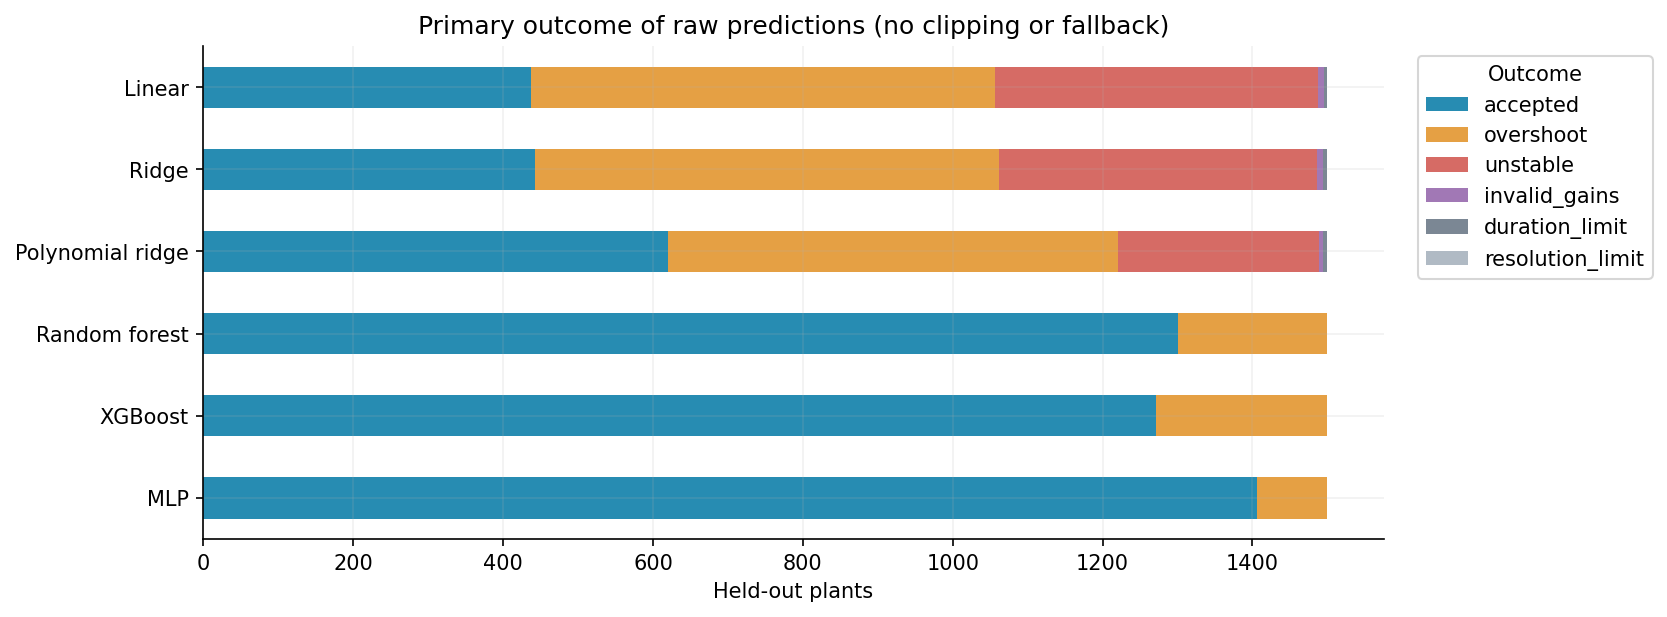 Primary outcome of raw predictions (no clipping or fallback)
Linear
Ridge
Polynomial ridge
Random forest
XGBoost
MLP
0 200 400 600 800 1000 1200 1400
Held-out plants
Outcome
accepted
overshoot
unstable
invalid_gains
duration_limit
resolution_limit